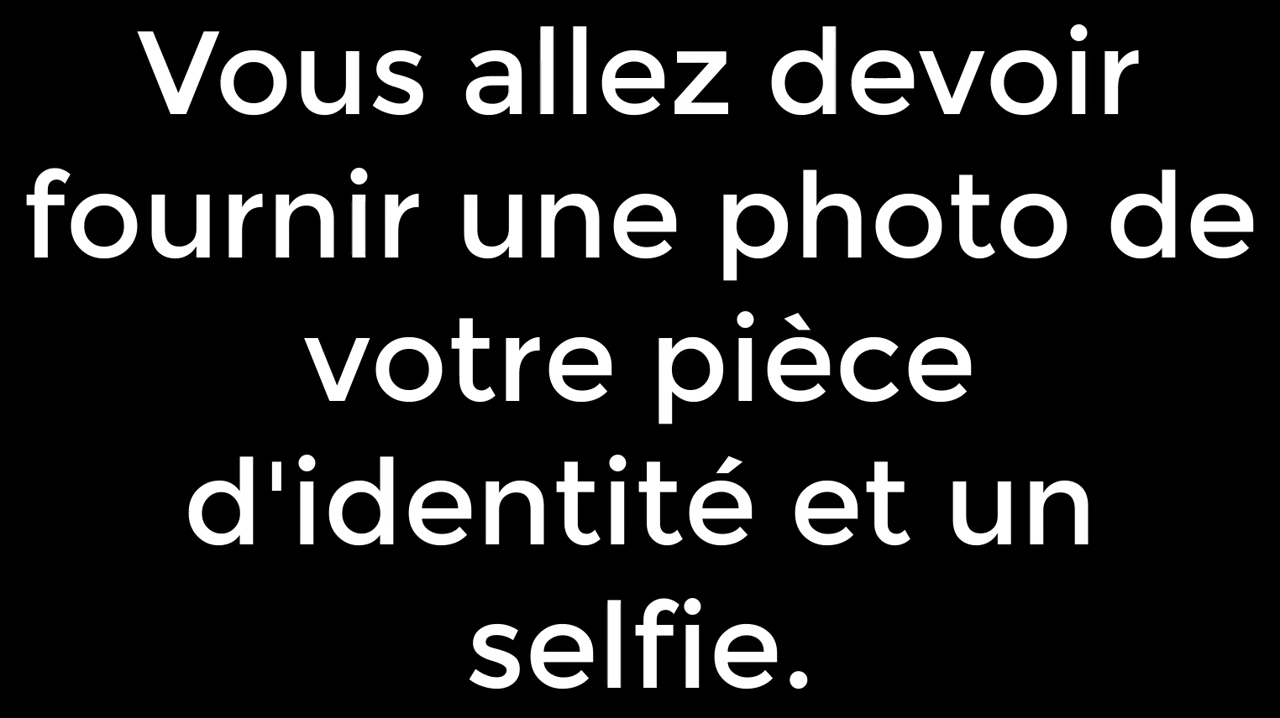 Vous allez devoir
fournir une photo de
votre pièce
d'identité et un
selfie.